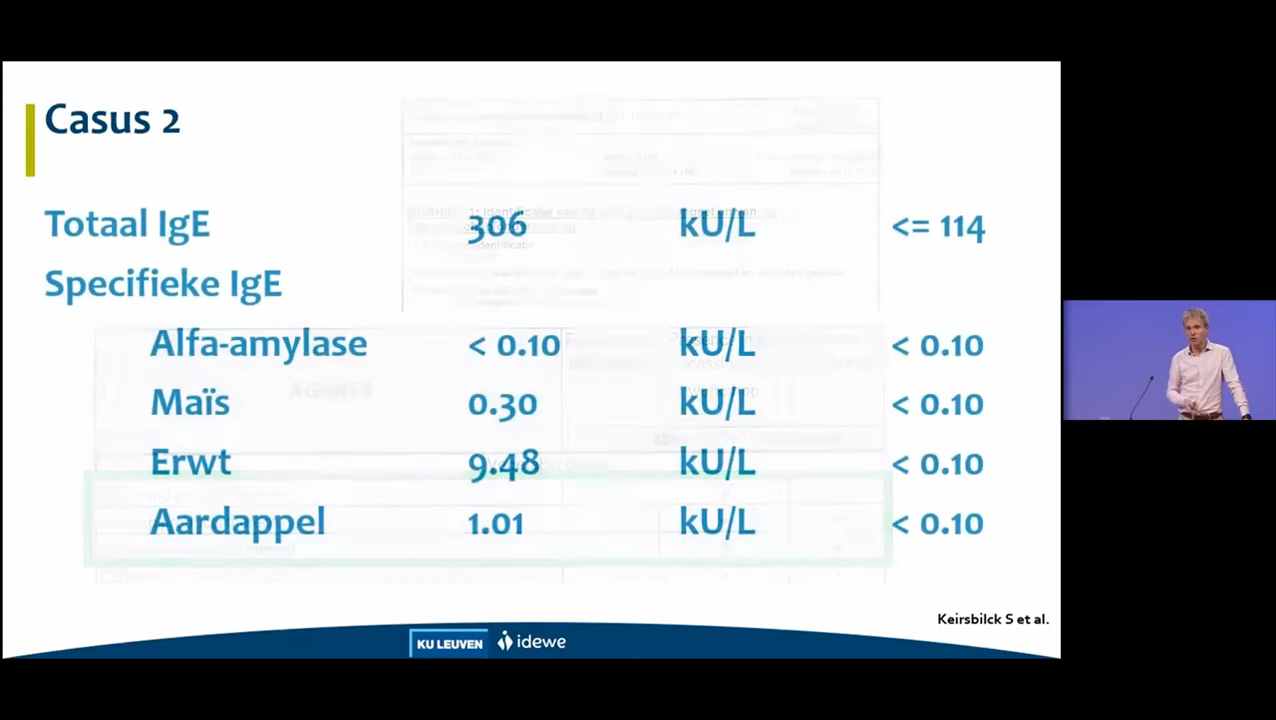 Casus 2
Totaal IgE 306 kU/L <= 114
Specifieke IgE
Alfa-amylase < 0.10 kU/L < 0.10
Maïs 0.30 kU/L < 0.10
Erwt 9.48 kU/L < 0.10
Aardappel 1.01 kU/L < 0.10
Keirsbilck S et al.
KU LEUVEN idewe